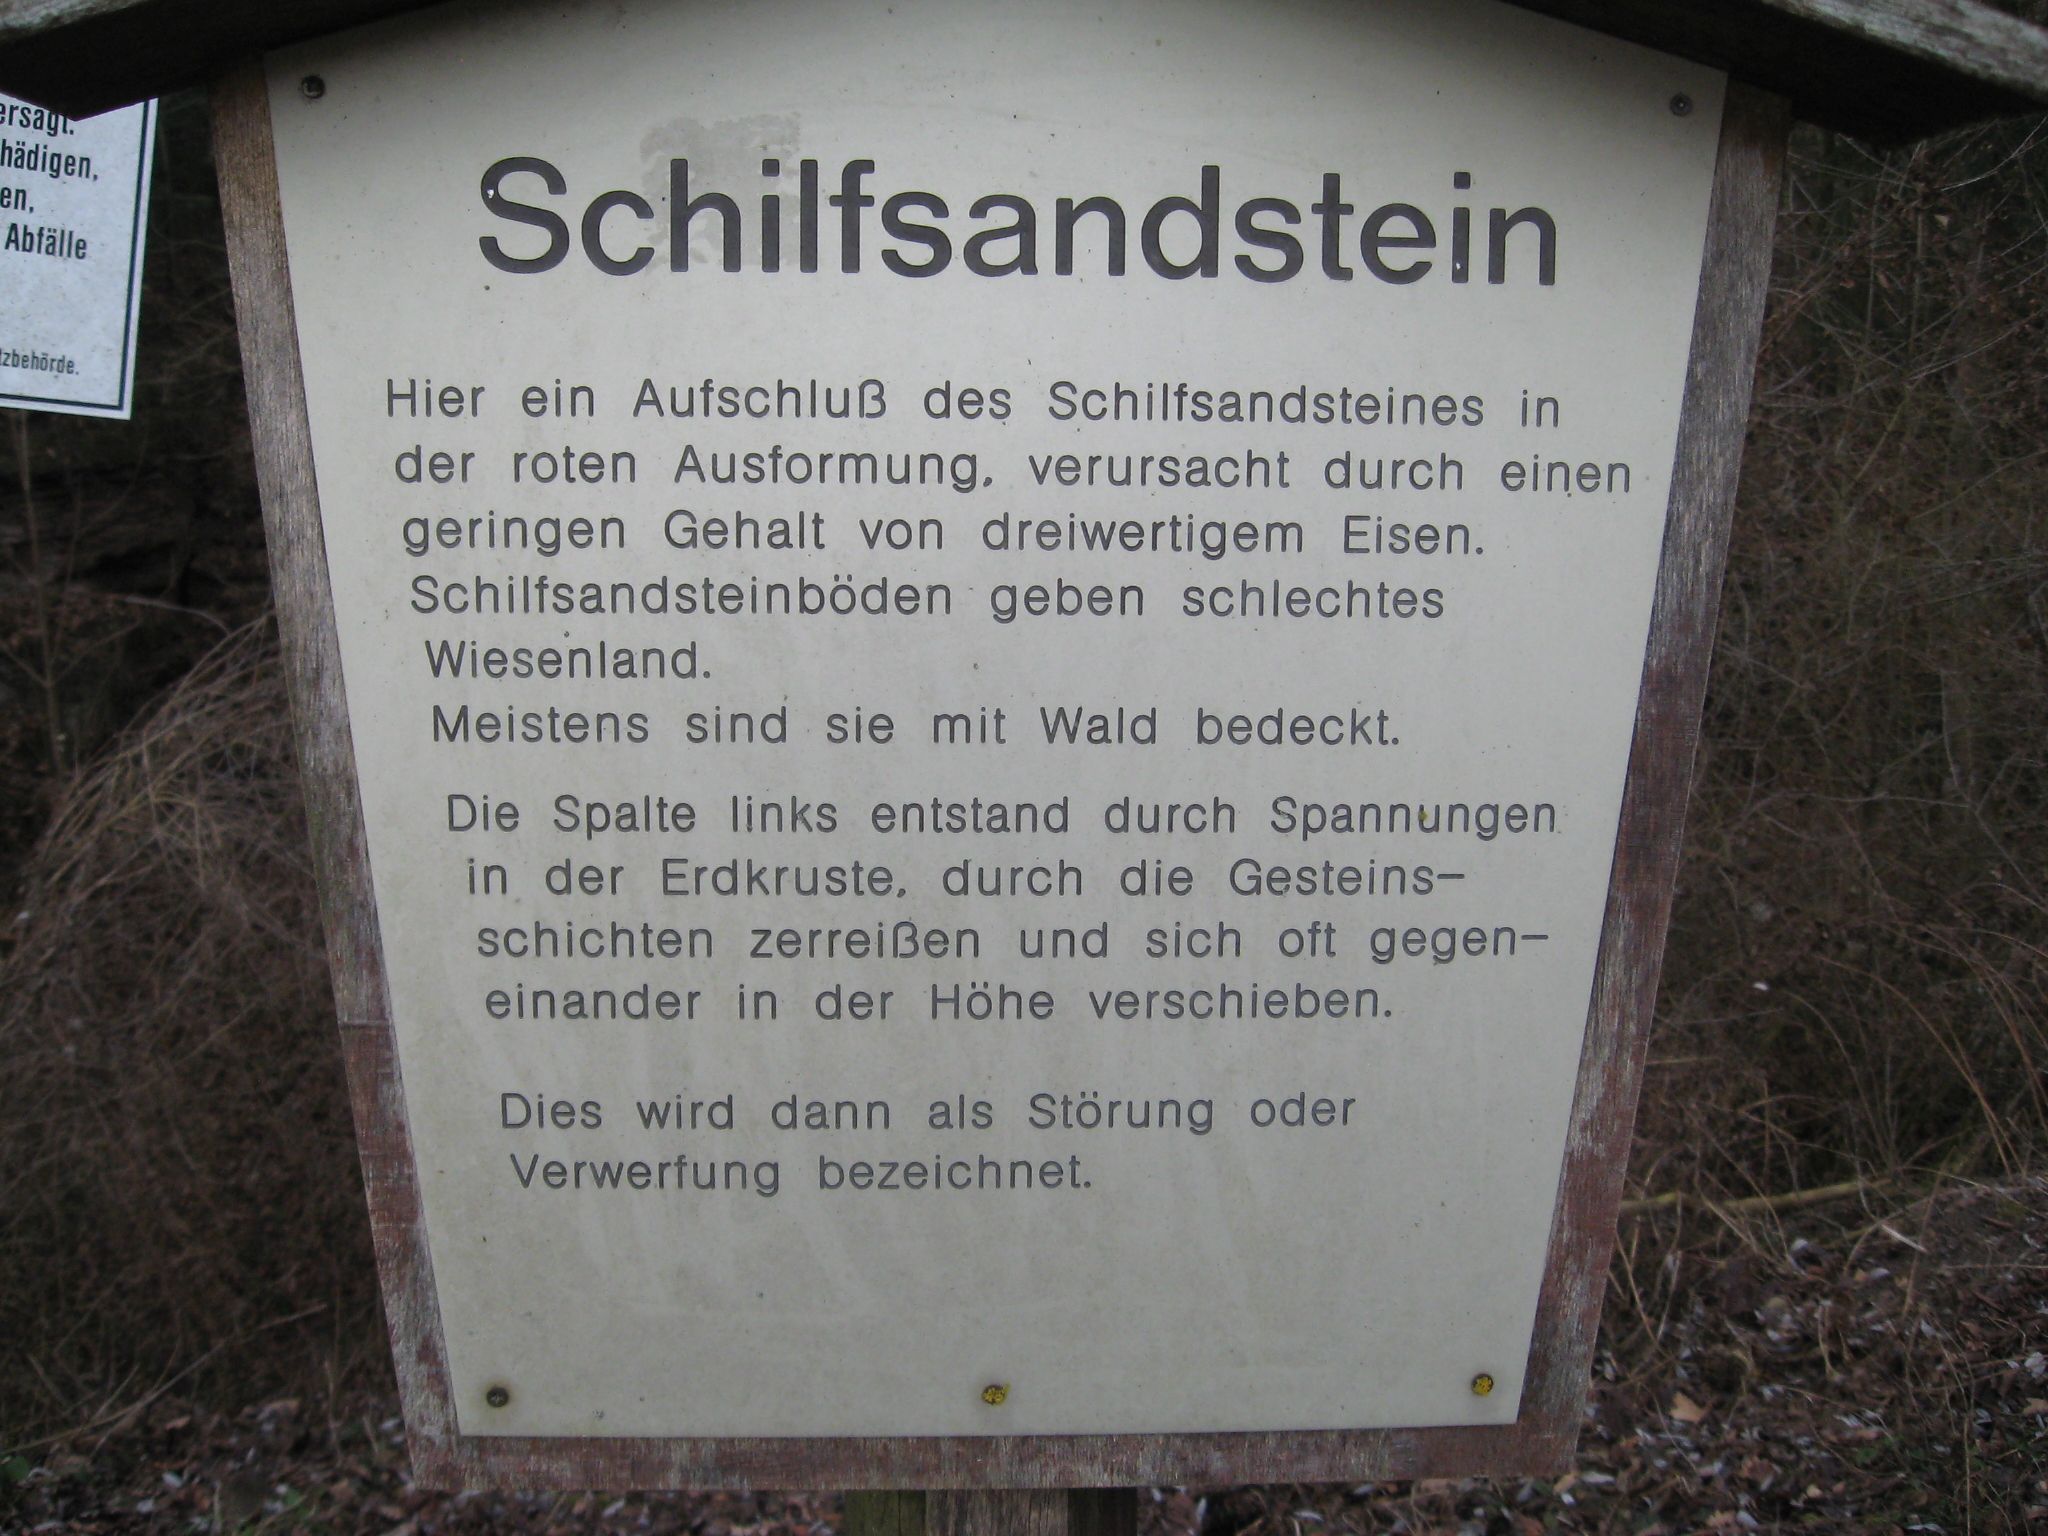 Schilfsandstein
Hier ein Aufschluß des Schilfsandsteines in
der roten Ausformung, verursacht durch einen
geringen Gehalt von dreiwertigem Eisen.
Schilfsandsteinböden geben schlechtes
Wiesenland.
Meistens sind sie mit Wald bedeckt.
Die Spalte links entstand durch Spannungen
in der Erdkruste, durch die Gesteins-
schichten zerreißen und sich oft gegen-
einander in der Höhe verschieben.
Dies wird dann als Störung oder
Verwerfung bezeichnet.
ersagt.
hädigen,
en,
Abfälle
tzbehörde.